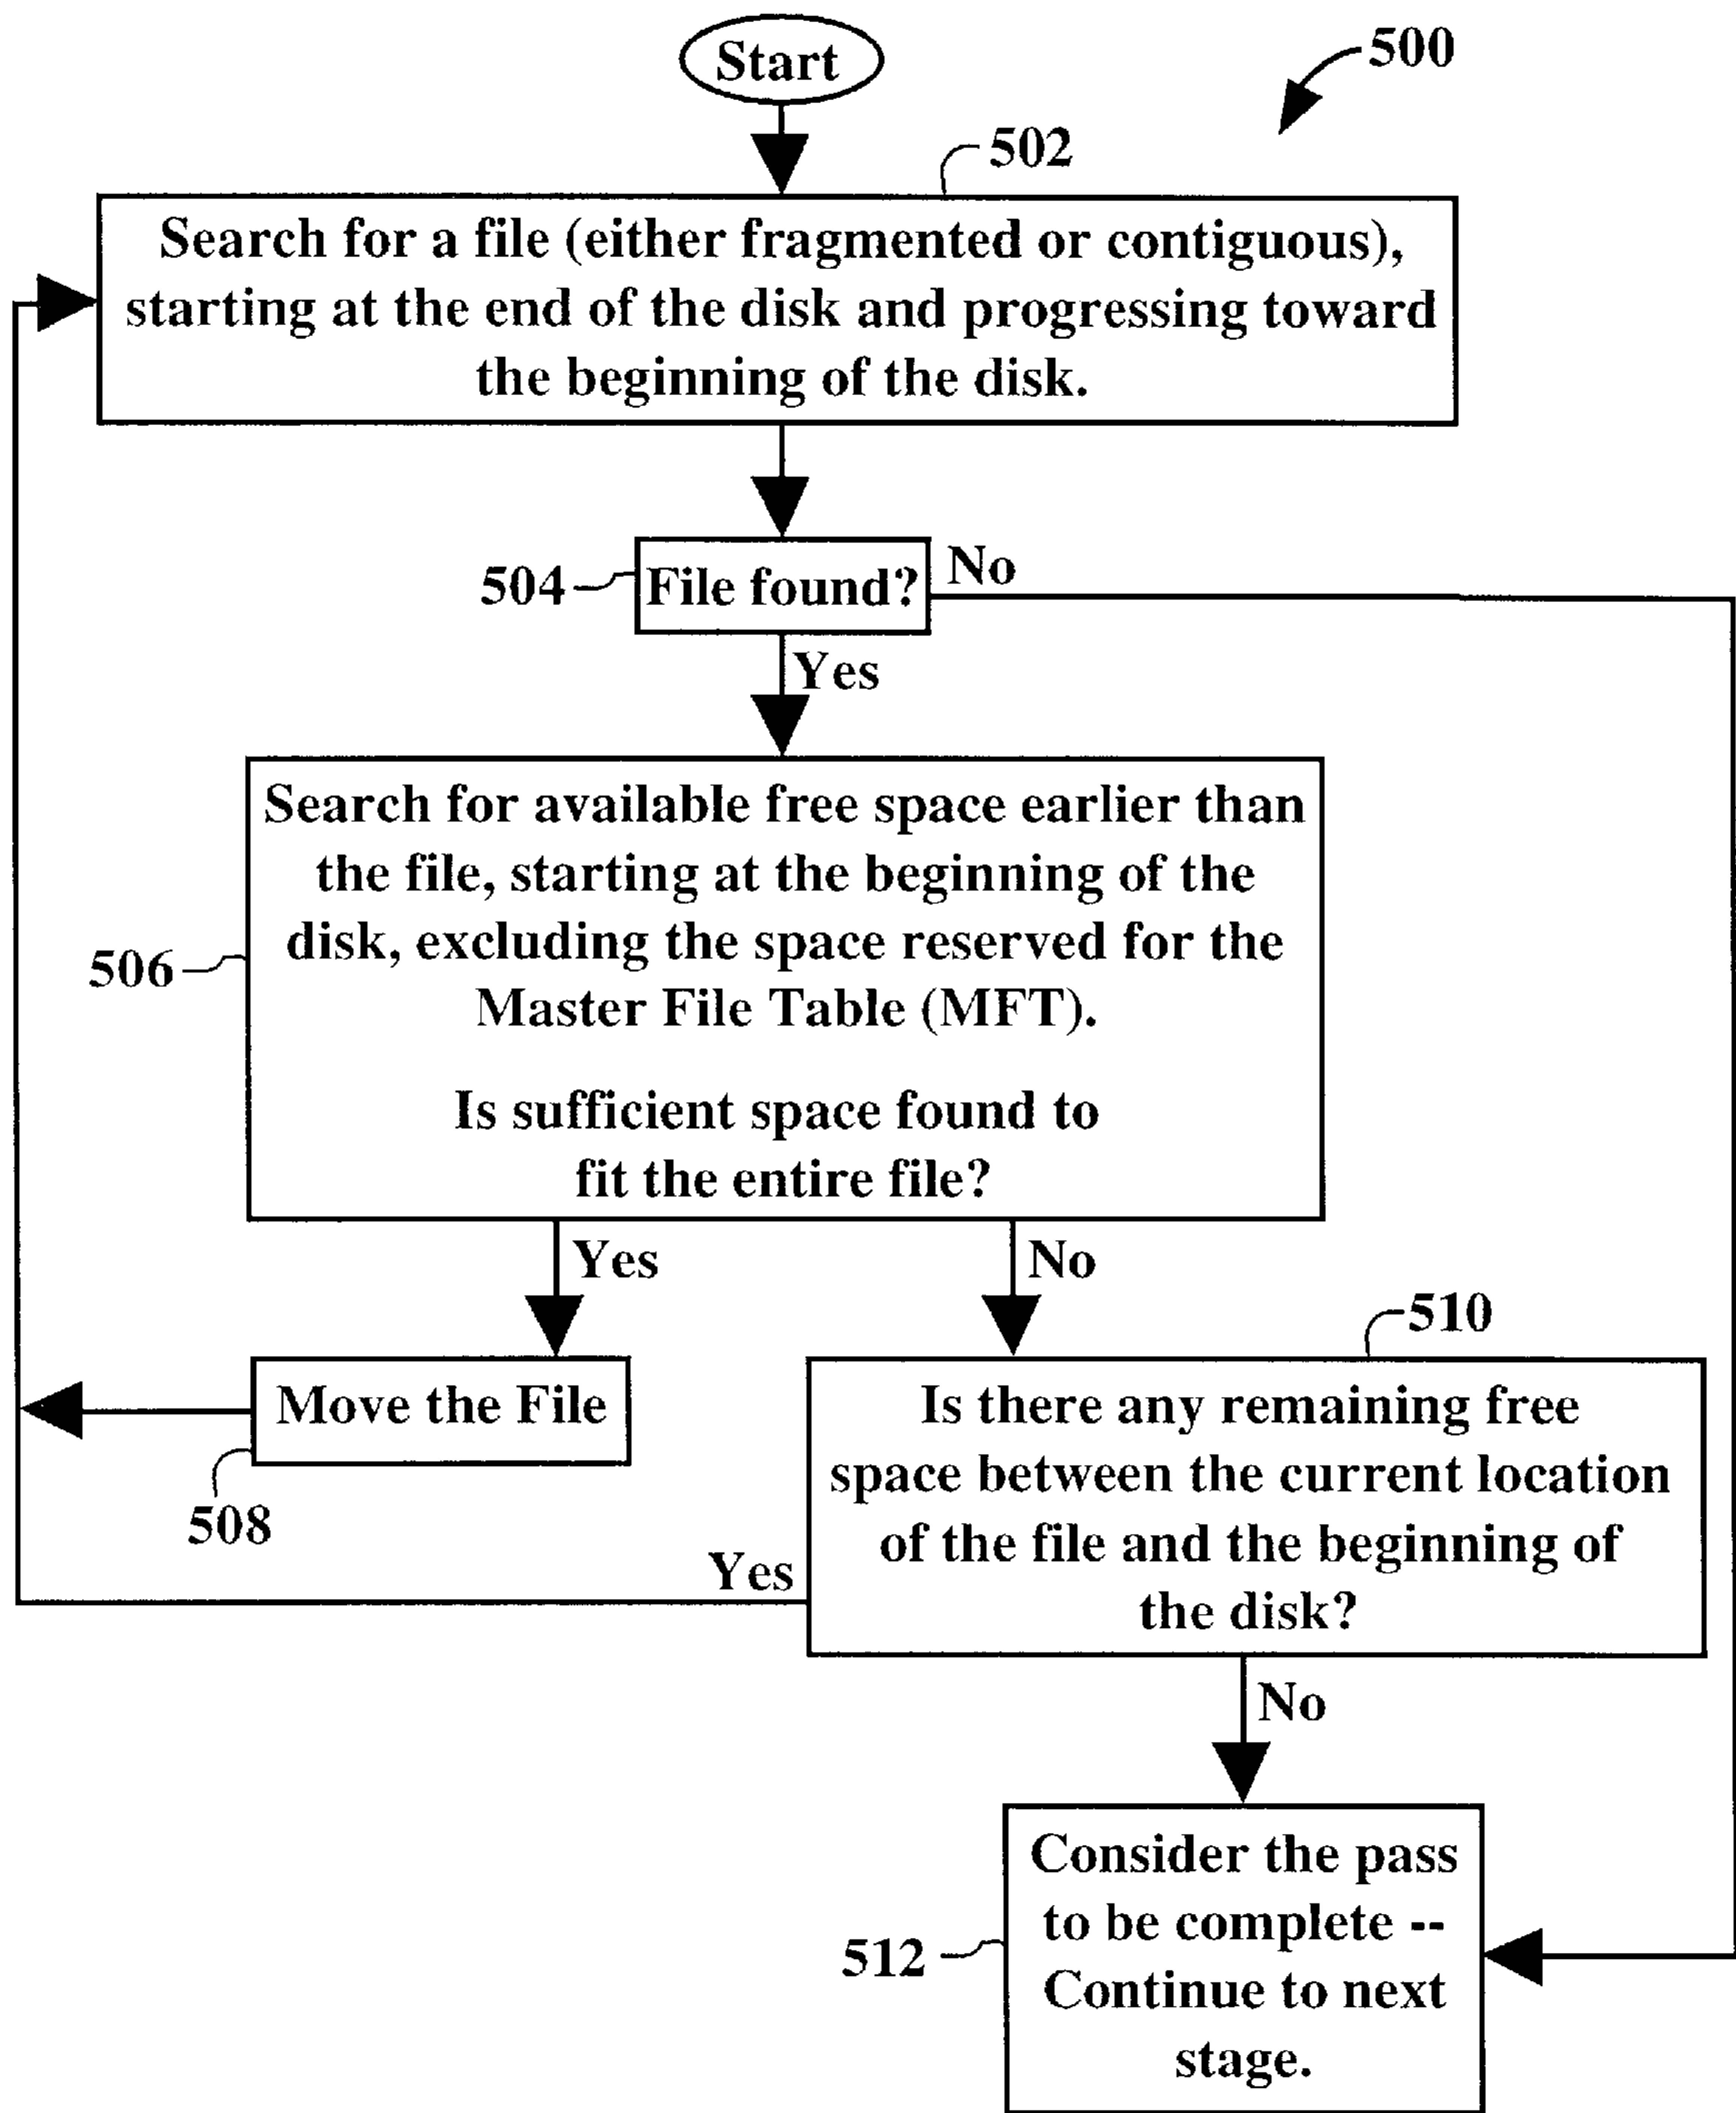 Start
500
502
Search for a file (either fragmented or contiguous),
starting at the end of the disk and progressing toward
the beginning of the disk.
504
File found?
No
Yes
Search for available free space earlier than
the file, starting at the beginning of the
disk, excluding the space reserved for the
Master File Table (MFT).
506
Is sufficient space found to
fit the entire file?
Yes
No
510
Move the File
508
Is there any remaining free
space between the current location
of the file and the beginning of
the disk?
Yes
No
Consider the pass
to be complete --
Continue to next
stage.
512